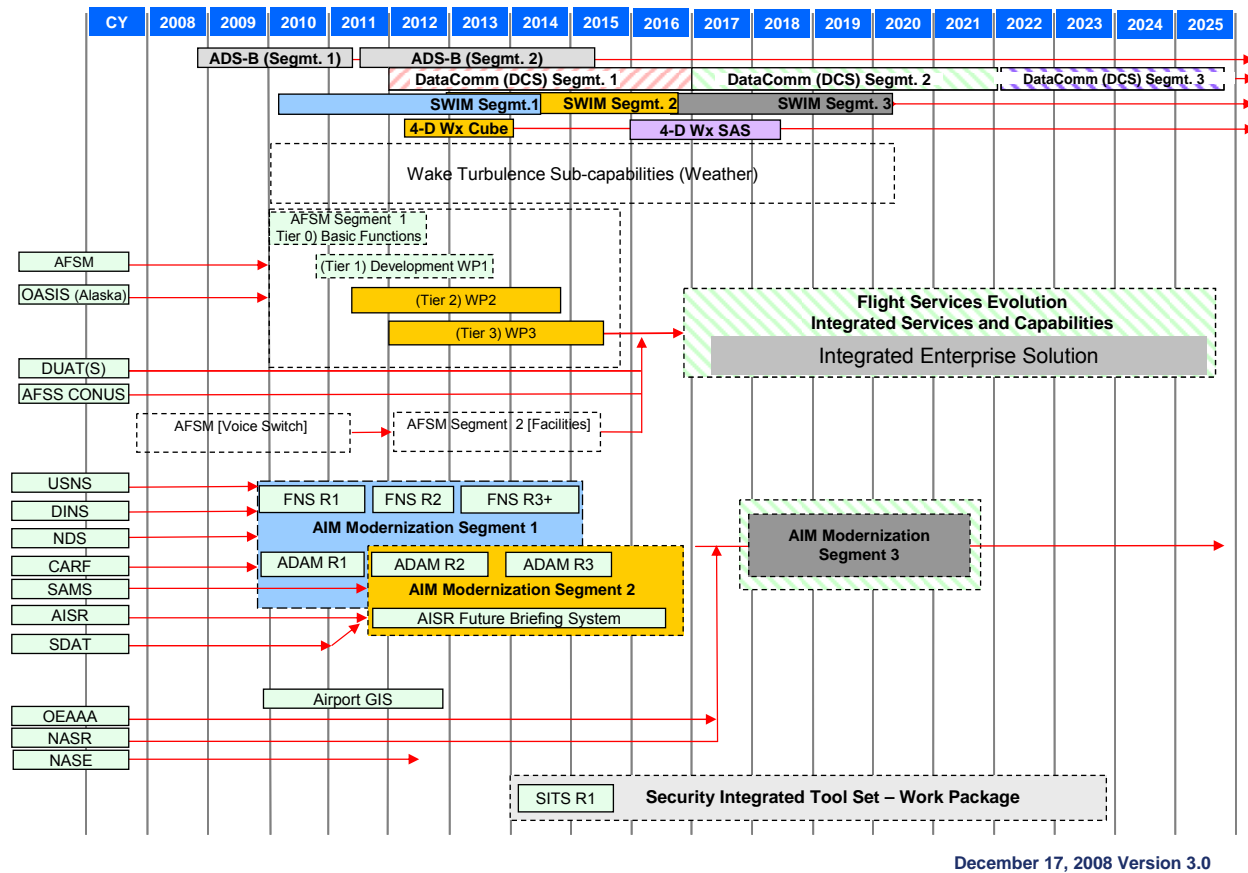 CY 2008 2009 2010 2011 2012 2013 2014 2015 2016 2017 2018 2019 2020 2021 2022 2023 2024 2025
ADS-B (Segmt. 1) ADS-B (Segmt. 2)
DataComm (DCS) Segmt. 1 DataComm (DCS) Segmt. 2 DataComm (DCS) Segmt. 3
SWIM Segmt.1 SWIM Segmt. 2 SWIM Segmt. 3
4-D Wx Cube 4-D Wx SAS
Wake Turbulence Sub-capabilities (Weather)
AFSM Segment 1
Tier 0) Basic Functions
AFSM (Tier 1) Development WP1
OASIS (Alaska) (Tier 2) WP2
Flight Services Evolution
Integrated Services and Capabilities
(Tier 3) WP3
Integrated Enterprise Solution
DUAT(S)
AFSS CONUS
AFSM [Voice Switch] AFSM Segment 2 [Facilities]
USNS
FNS R1 FNS R2 FNS R3+
DINS
AIM Modernization Segment 1
NDS
AIM Modernization
Segment 3
CARF ADAM R1 ADAM R2 ADAM R3
SAMS AIM Modernization Segment 2
AISR AISR Future Briefing System
SDAT
Airport GIS
OEAAA
NASR
NASE
SITS R1 Security Integrated Tool Set – Work Package
December 17, 2008 Version 3.0